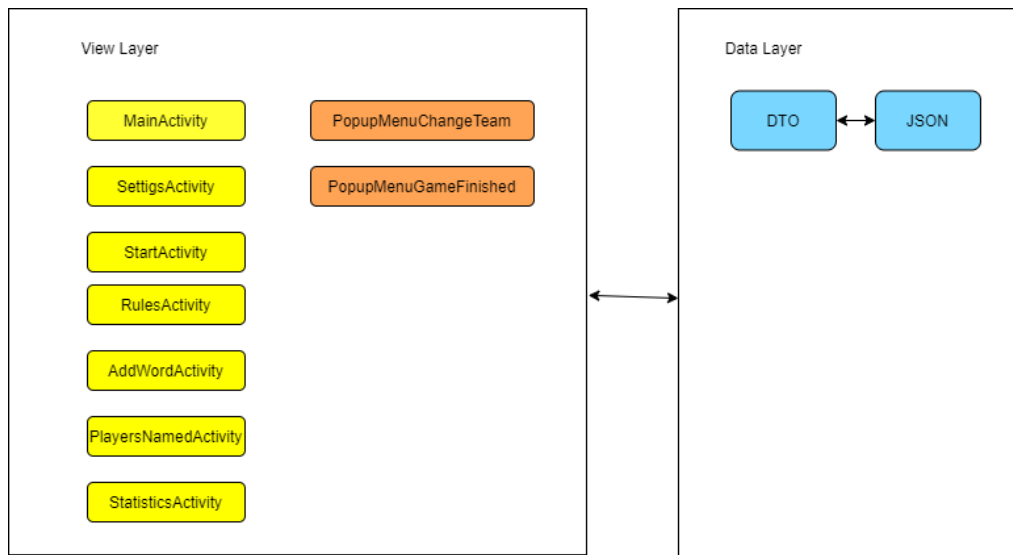 View Layer
MainActivity
SettigsActivity
StartActivity
RulesActivity
AddWordActivity
PlayersNamedActivity
StatisticsActivity
PopupMenuChangeTeam
PopupMenuGameFinished
Data Layer
DTO
JSON